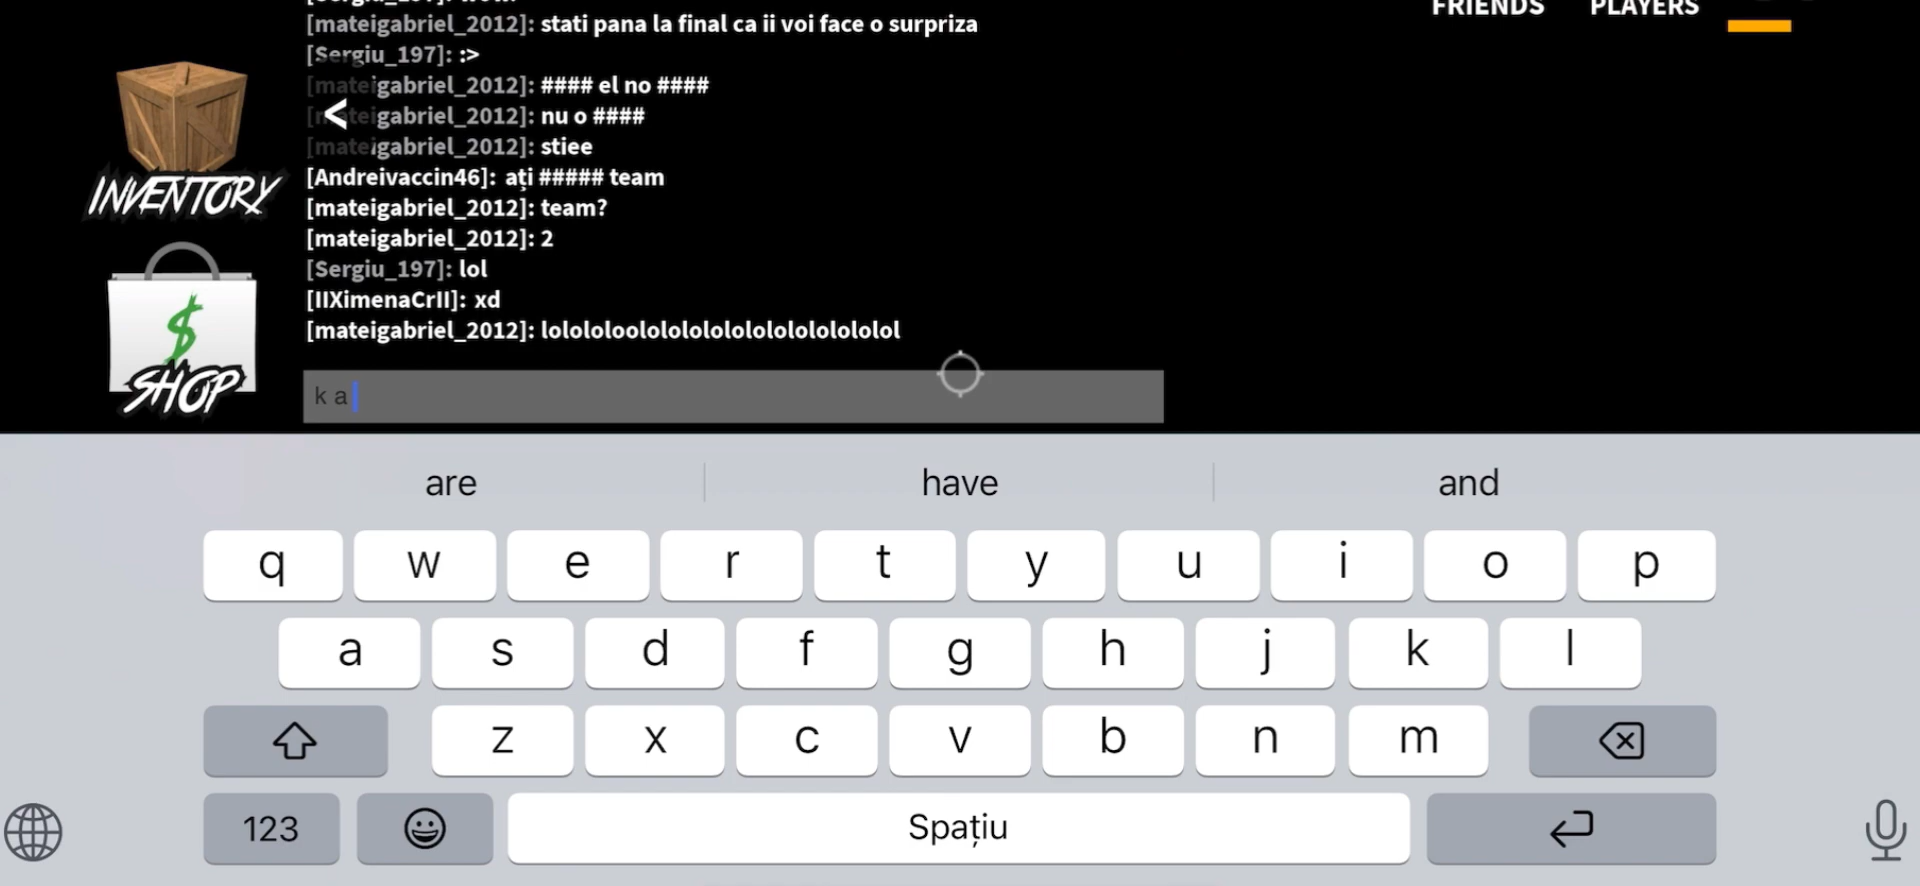 FRIENDS PLAYERS
[mateigabriel_2012]: stati pana la final ca ii voi face o surpriza
[Sergiu_197]: :>
[mateigabriel_2012]: #### el no ####
<
[mateigabriel_2012]: nu o ####
[mateigabriel_2012]: stiee
[Andreivaccin46]: ați ##### team
[mateigabriel_2012]: team?
[mateigabriel_2012]: 2
[Sergiu_197]: lol
[IIXimenaCrII]: xd
[mateigabriel_2012]: lolololoolololololololololololololol
INVENTORY
$
SHOP
k a
are have and
q w e r t y u i o p
a s d f g h j k l
z x c v b n m
123 Spațiu